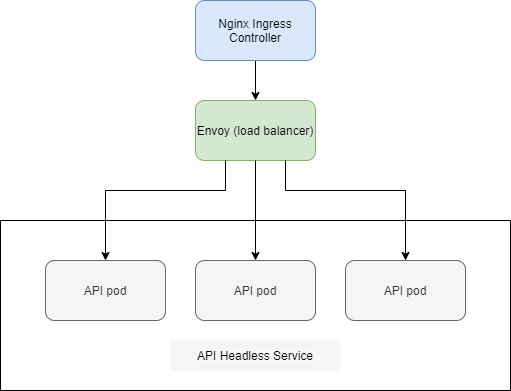 Nginx Ingress
Controller
Envoy (load balancer)
API pod
API pod
API pod
API Headless Service